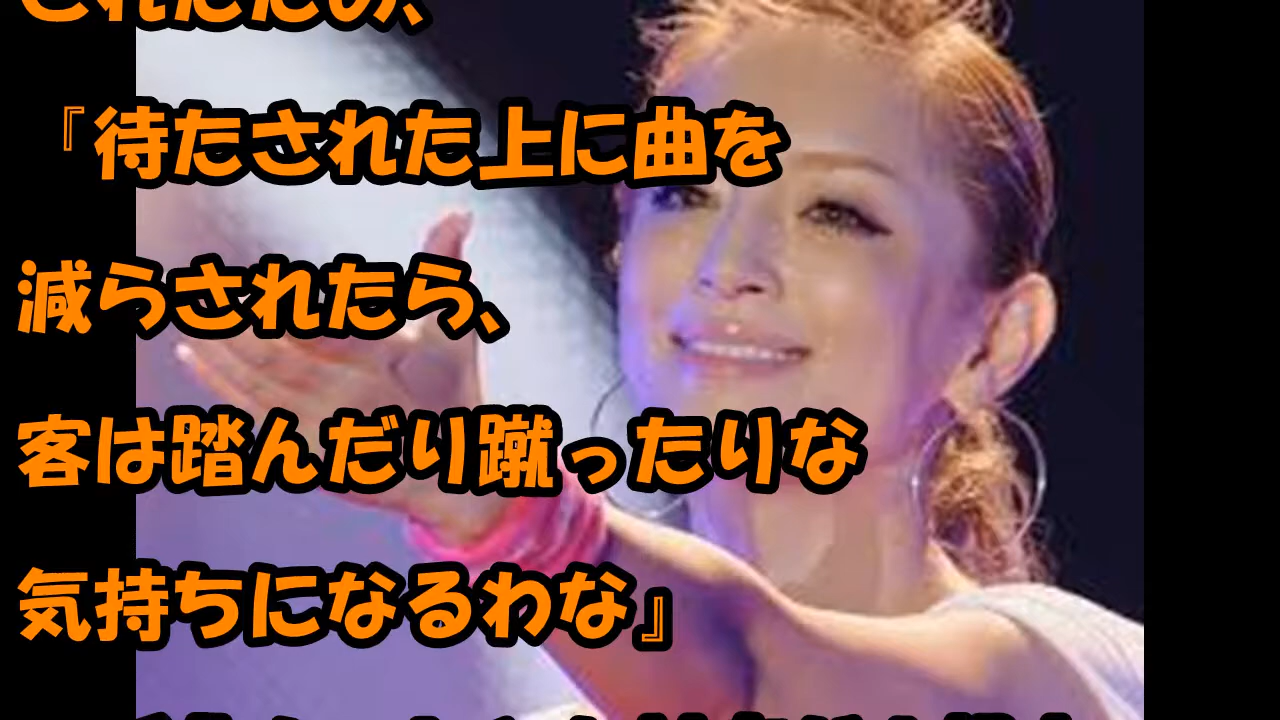 『待たされた上に曲を
減らされたら、
客は踏んだり蹴ったりな
気持ちになるわな』